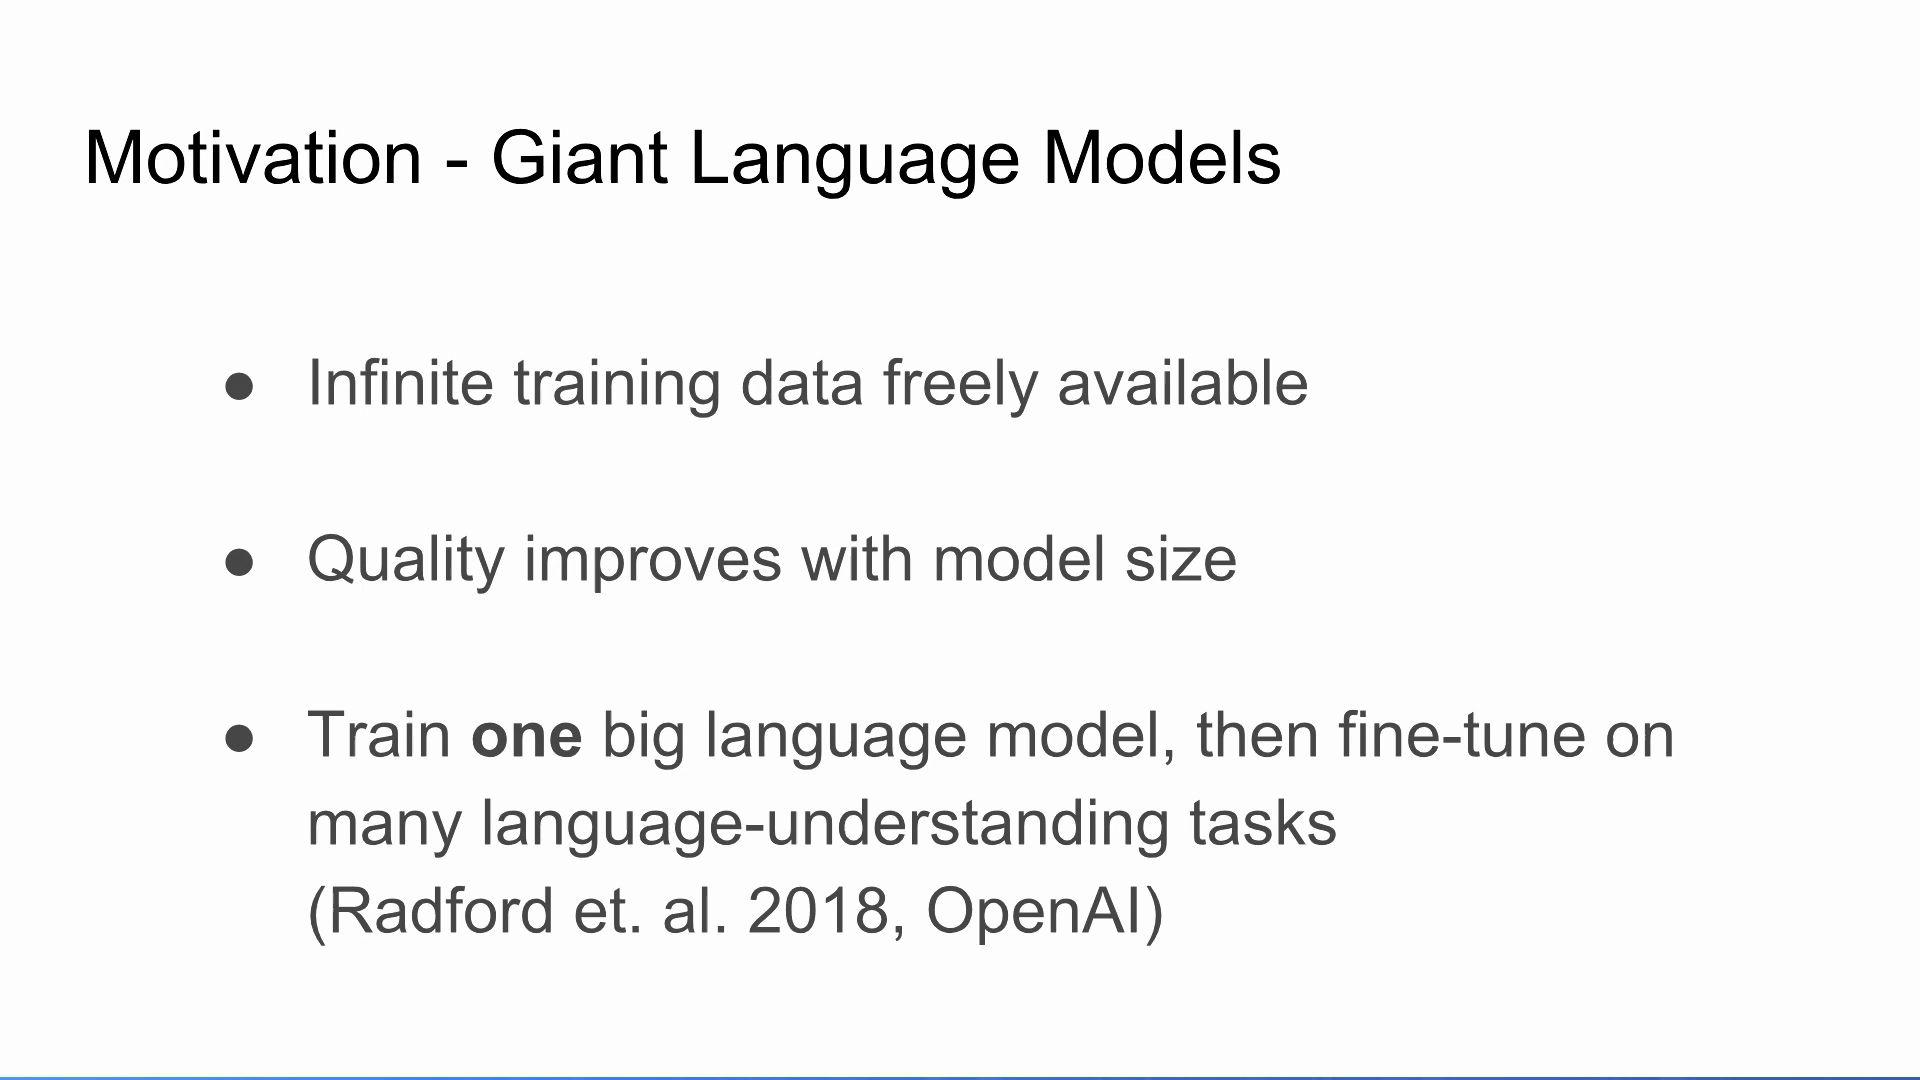 Motivation - Giant Language Models
● Infinite training data freely available
● Quality improves with model size
● Train one big language model, then fine-tune on
many language-understanding tasks
(Radford et. al. 2018, OpenAI)